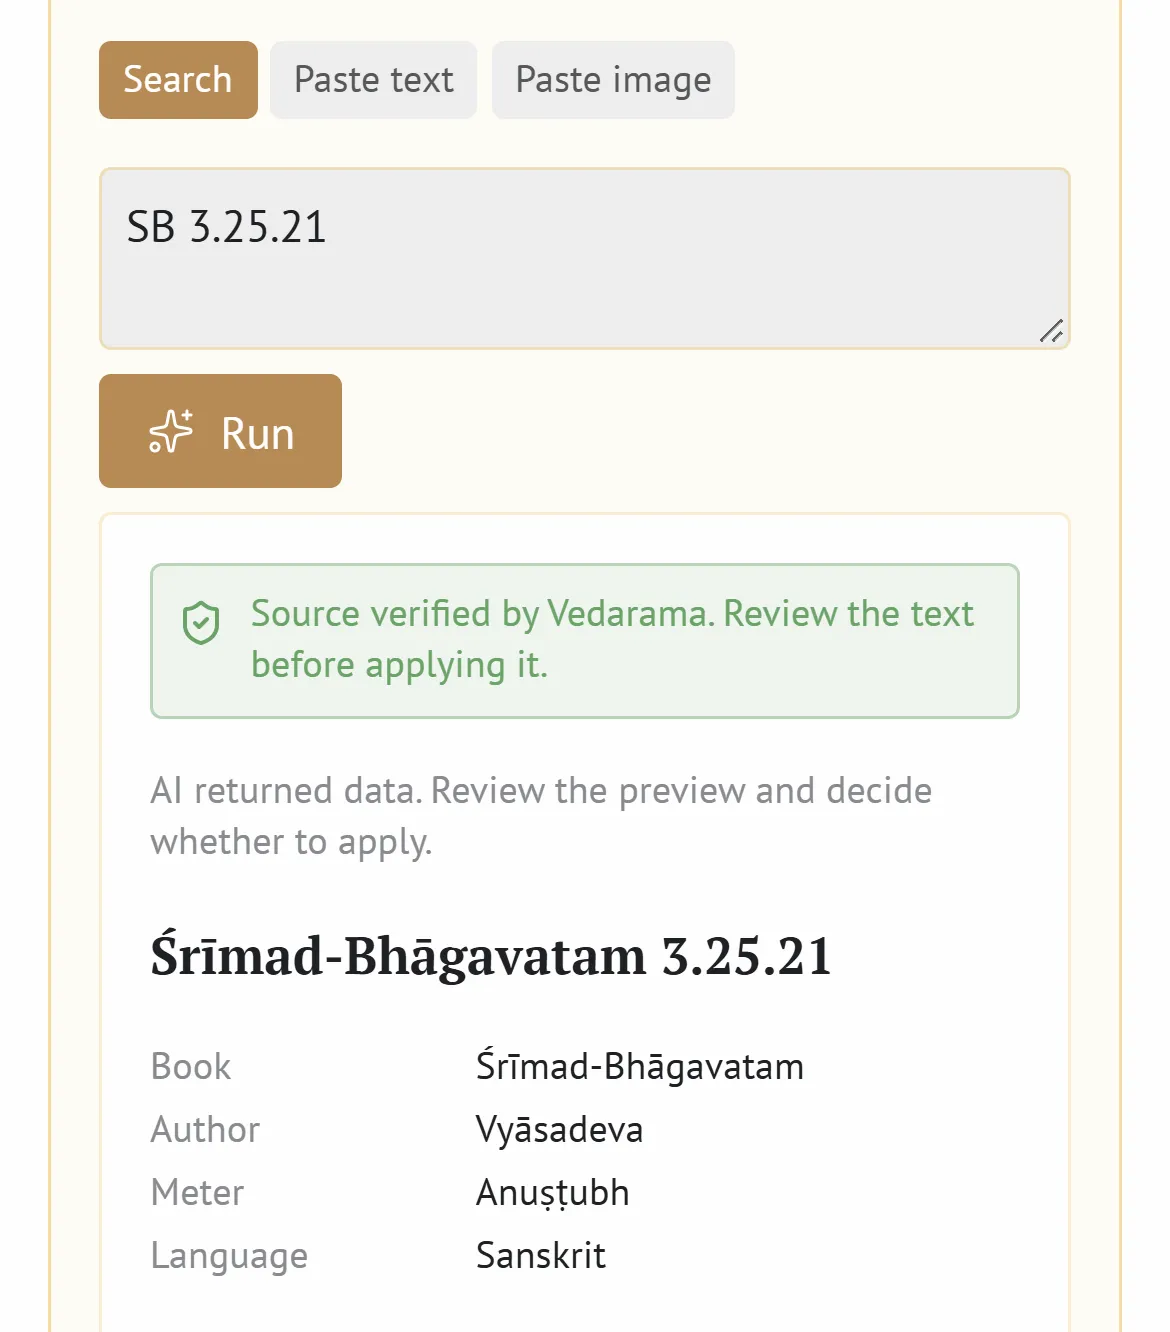 Search Paste text Paste image
SB 3.25.21
Run
Source verified by Vedarama. Review the text
before applying it.
AI returned data. Review the preview and decide
whether to apply.
Śrīmad-Bhāgavatam 3.25.21
Book Śrīmad-Bhāgavatam
Author Vyāsadeva
Meter Anuṣṭubh
Language Sanskrit